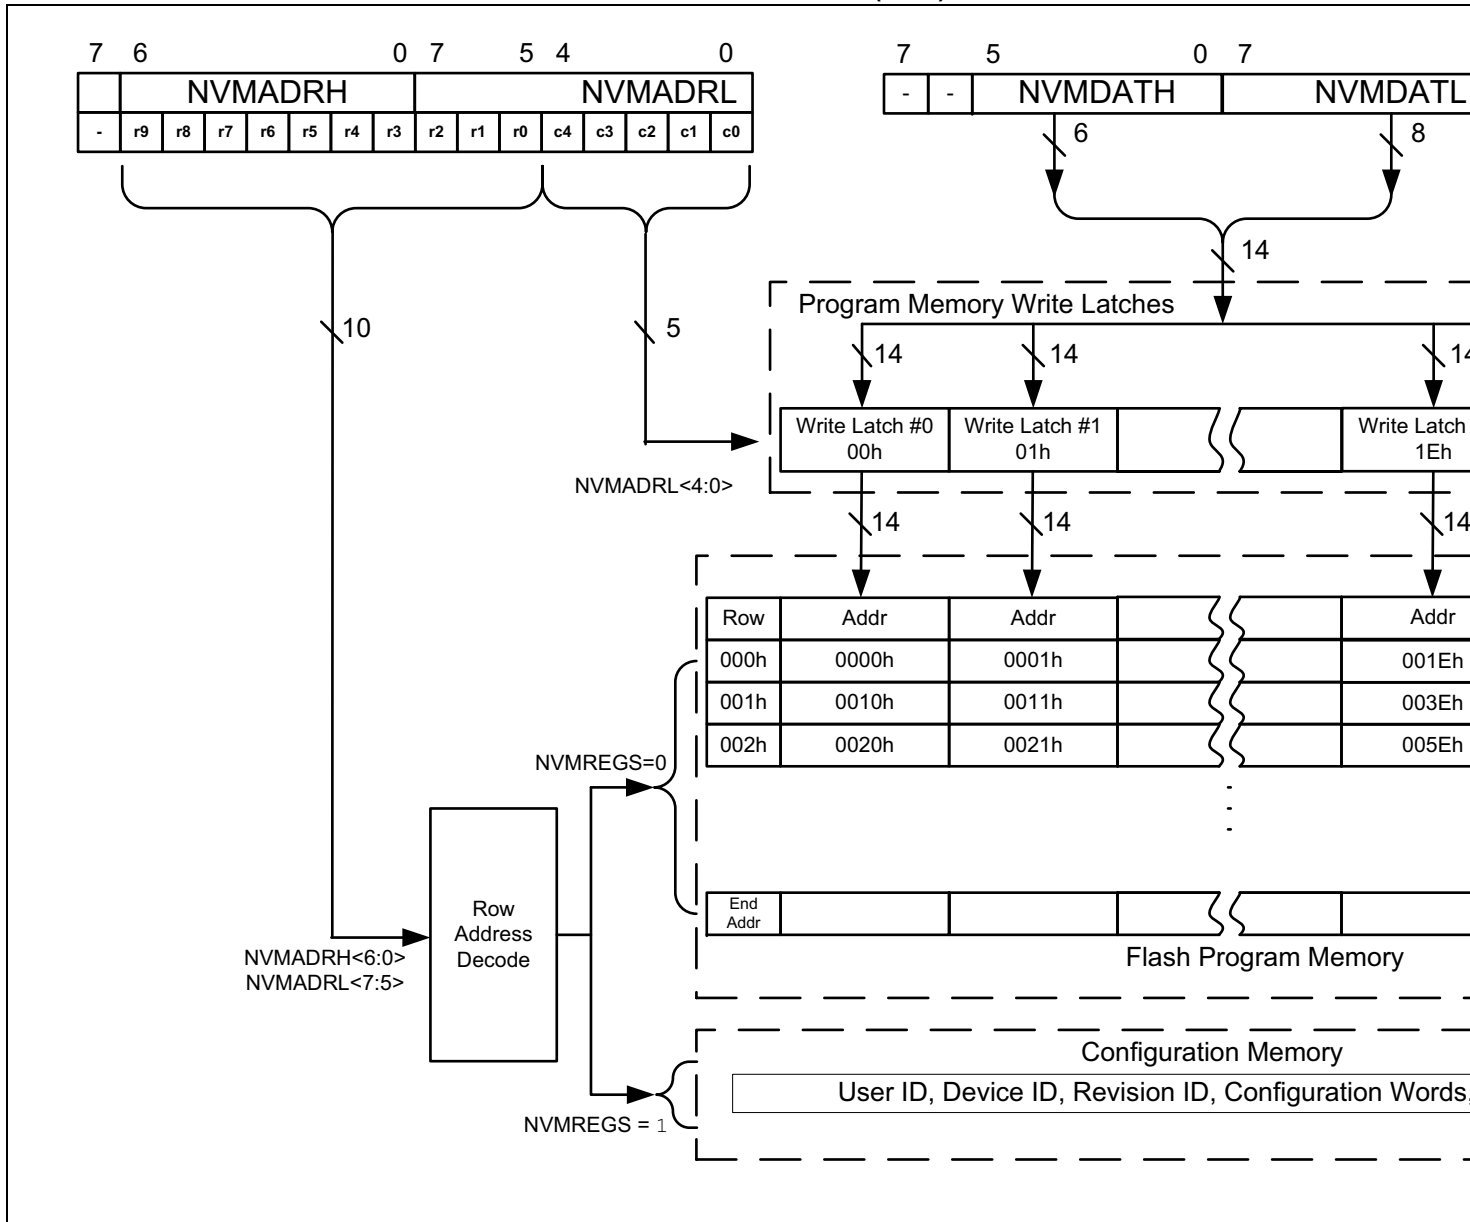 7 6 0 7 5 4 0
7 5 0 7
NVMADRH NVMADRL
- - NVMDATH NVMDATL
- r9 r8 r7 r6 r5 r4 r3 r2 r1 r0 c4 c3 c2 c1 c0
6 8
14
Program Memory Write Latches
10 5
14 14 14
Write Latch #0 Write Latch #1 Write Latch
00h 01h 1Eh
NVMADRL<4:0>
14 14 14
Row Addr Addr Addr
000h 0000h 0001h 001Eh
001h 0010h 0011h 003Eh
002h 0020h 0021h 005Eh
NVMREGS=0
End
Addr
Row
Address
Decode
NVMADRH<6:0>
NVMADRL<7:5>
Flash Program Memory
Configuration Memory
User ID, Device ID, Revision ID, Configuration Words,
NVMREGS = 1